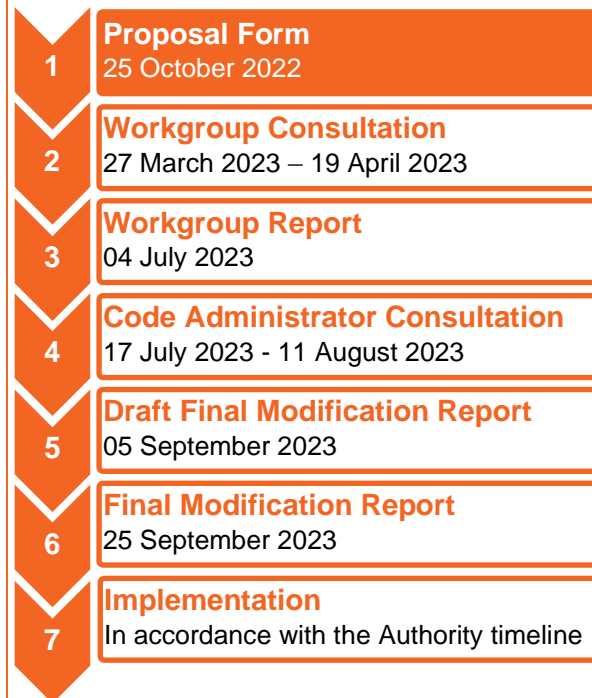 1
Proposal Form
25 October 2022
2
Workgroup Consultation
27 March 2023 – 19 April 2023
3
Workgroup Report
04 July 2023
4
Code Administrator Consultation
17 July 2023 - 11 August 2023
5
Draft Final Modification Report
05 September 2023
6
Final Modification Report
25 September 2023
7
Implementation
In accordance with the Authority timeline